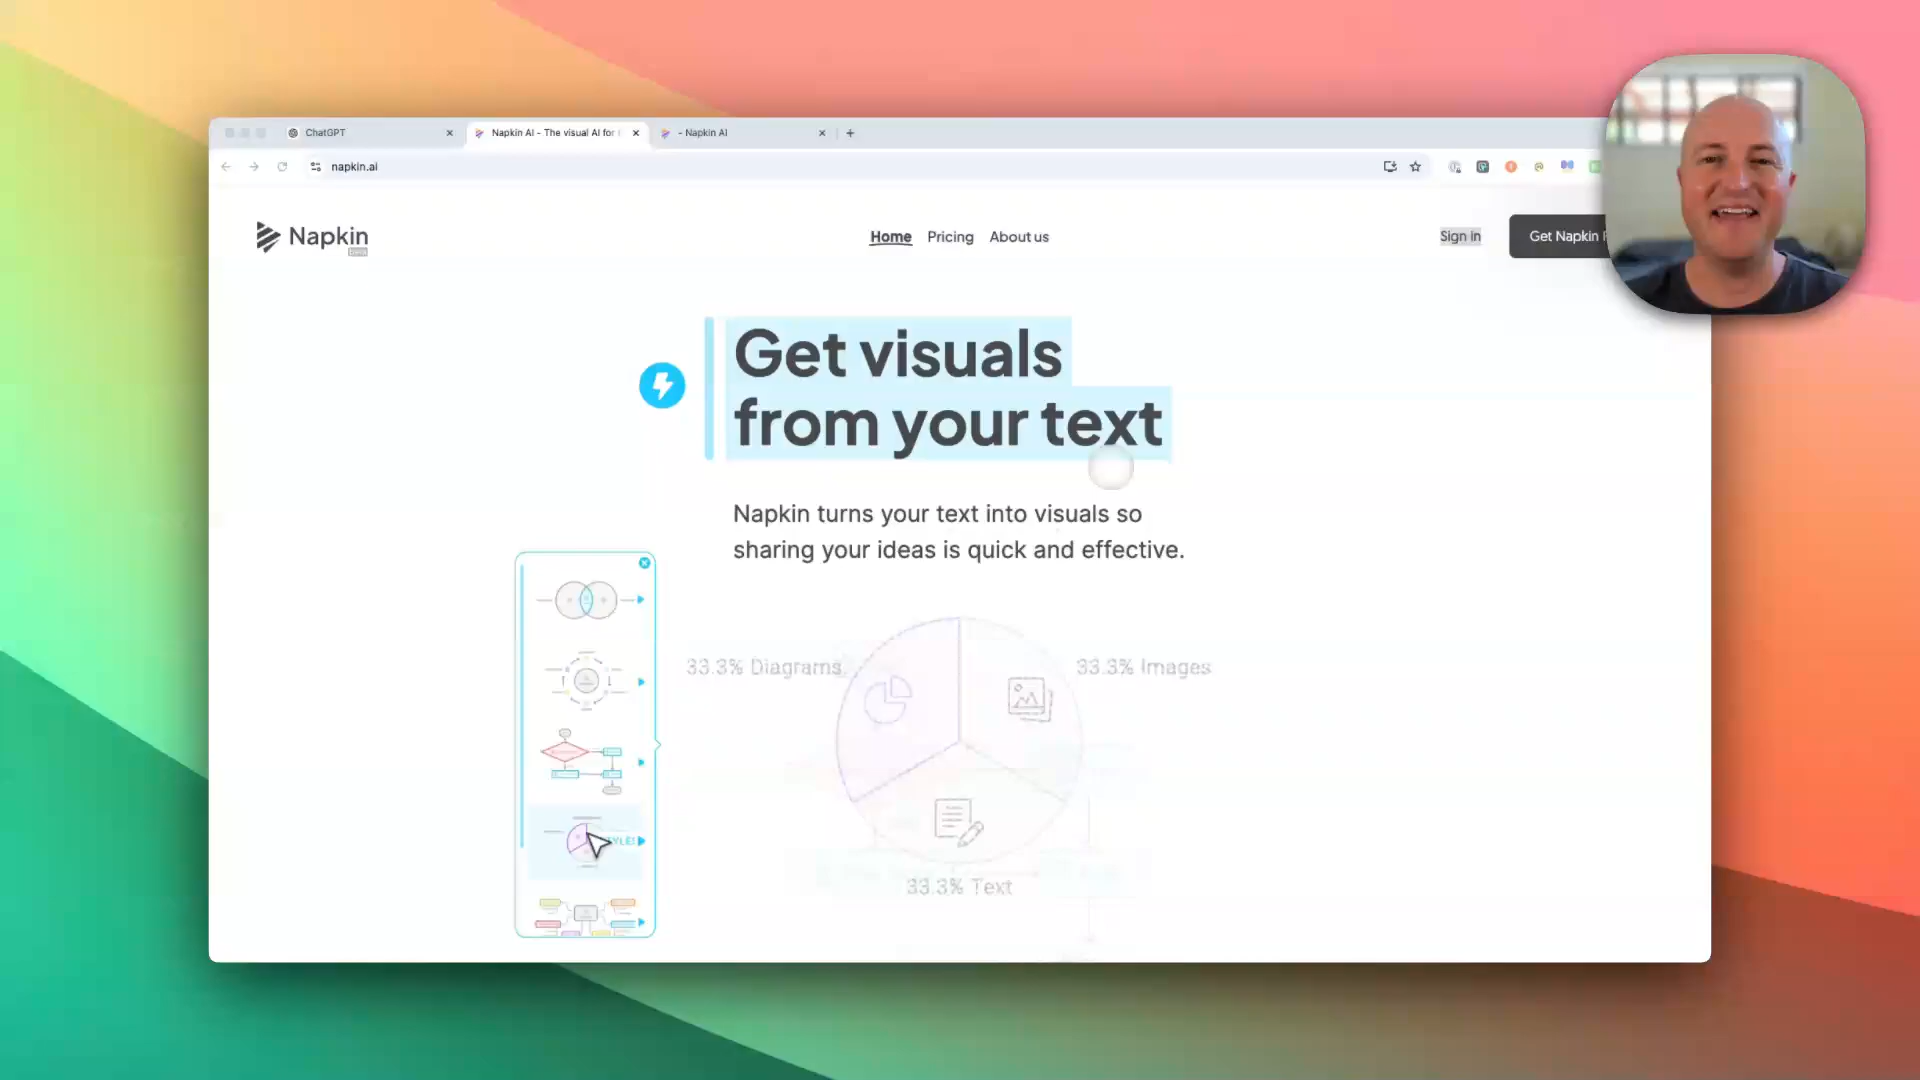 ChatGPT
Napkin AI - The visual AI for
- Napkin AI
napkin.ai
Napkin
Home
Pricing
About us
Sign in
Get Napkin
Get visuals
from your text
Napkin turns your text into visuals so
sharing your ideas is quick and effective.
33.3% Diagrams
33.3% Images
33.3% Text